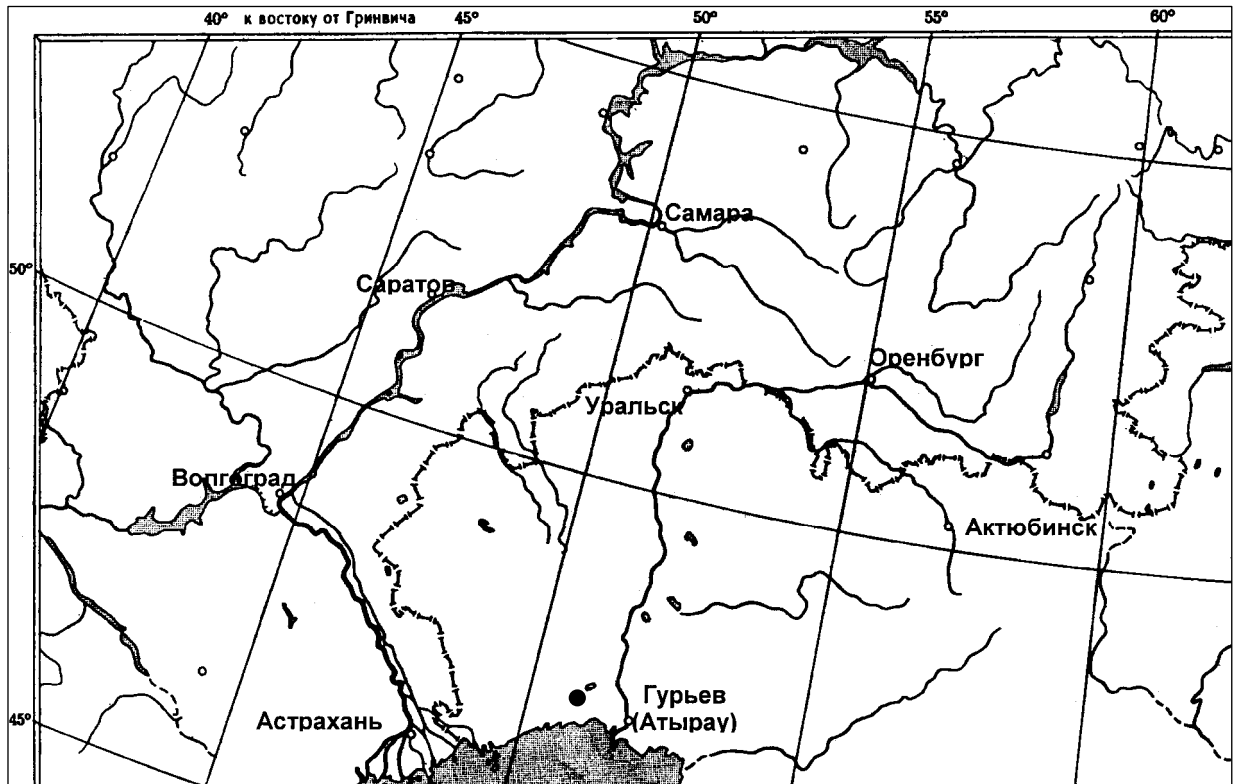 40° к востоку от Гринвича 45° 50° 55° 60°
Самара
50°
Саратов
Оренбург
Уральск
Волгоград
Актюбинск
Гурьев
(Атырау)
Астрахань
45°